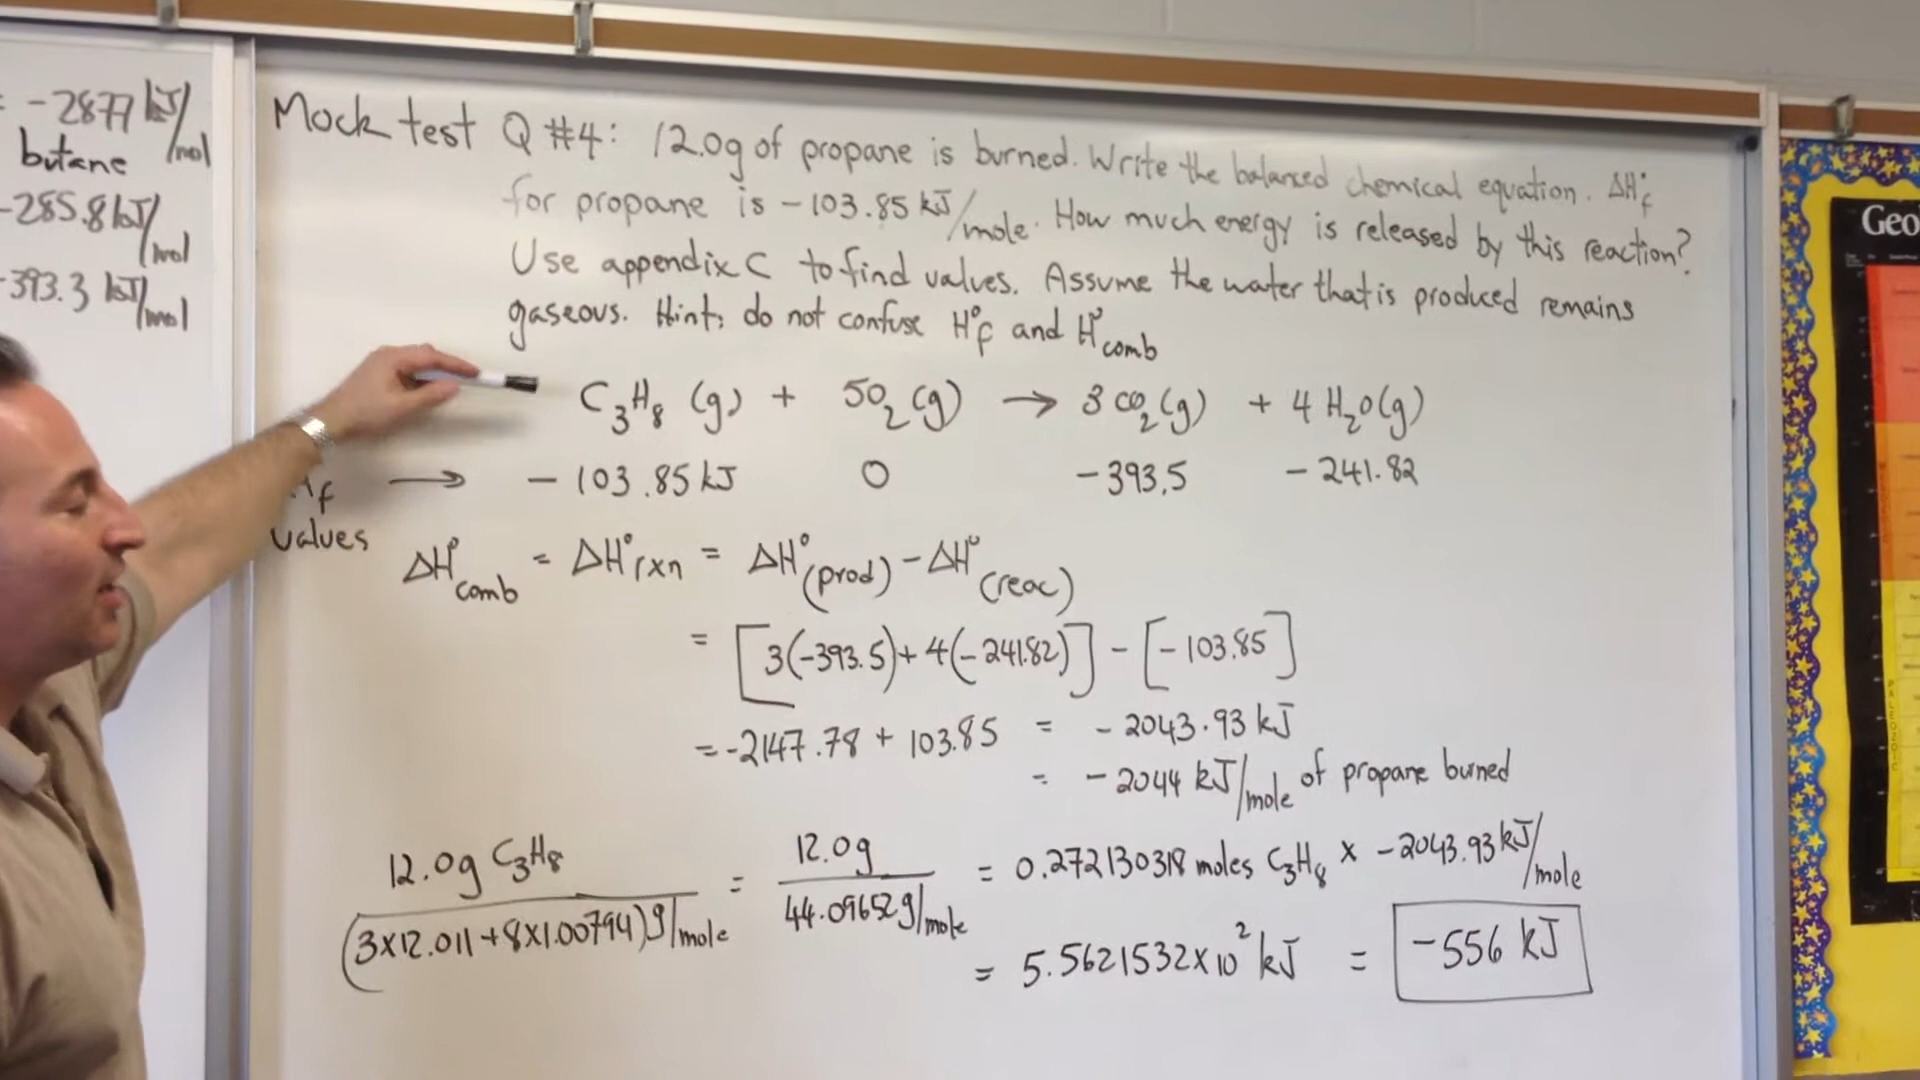 = -2877 kJ/mol
butane
-285.8 kJ/mol
-393.3 kJ/mol
Mock test Q #4: 12.0g of propane is burned. Write the balanced chemical equation. ΔH°f
for propane is -103.85 kJ/mole. How much energy is released by this reaction?
Use appendix C to find values. Assume the water that is produced remains
gaseous. Hint: do not confuse H°f and H°comb
C₃H₈ (g) + 5O₂ (g) → 3 CO₂ (g) + 4 H₂O (g)
f → -103.85 kJ 0 -393.5 -241.82
values
ΔH°comb = ΔH°rxn = ΔH°(prod) - ΔH°(reac)
= [3(-393.5) + 4(-241.82)] - [-103.85]
= -2147.78 + 103.85 = -2043.93 kJ
= -2044 kJ/mole of propane burned
12.0g C₃H₈ / (3×12.011 + 8×1.00794) g/mole = 12.0g / 44.09652 g/mole = 0.272130318 moles C₃H₈ × -2043.93 kJ/mole
= 5.5621532×10² kJ = -556 kJ
Geo